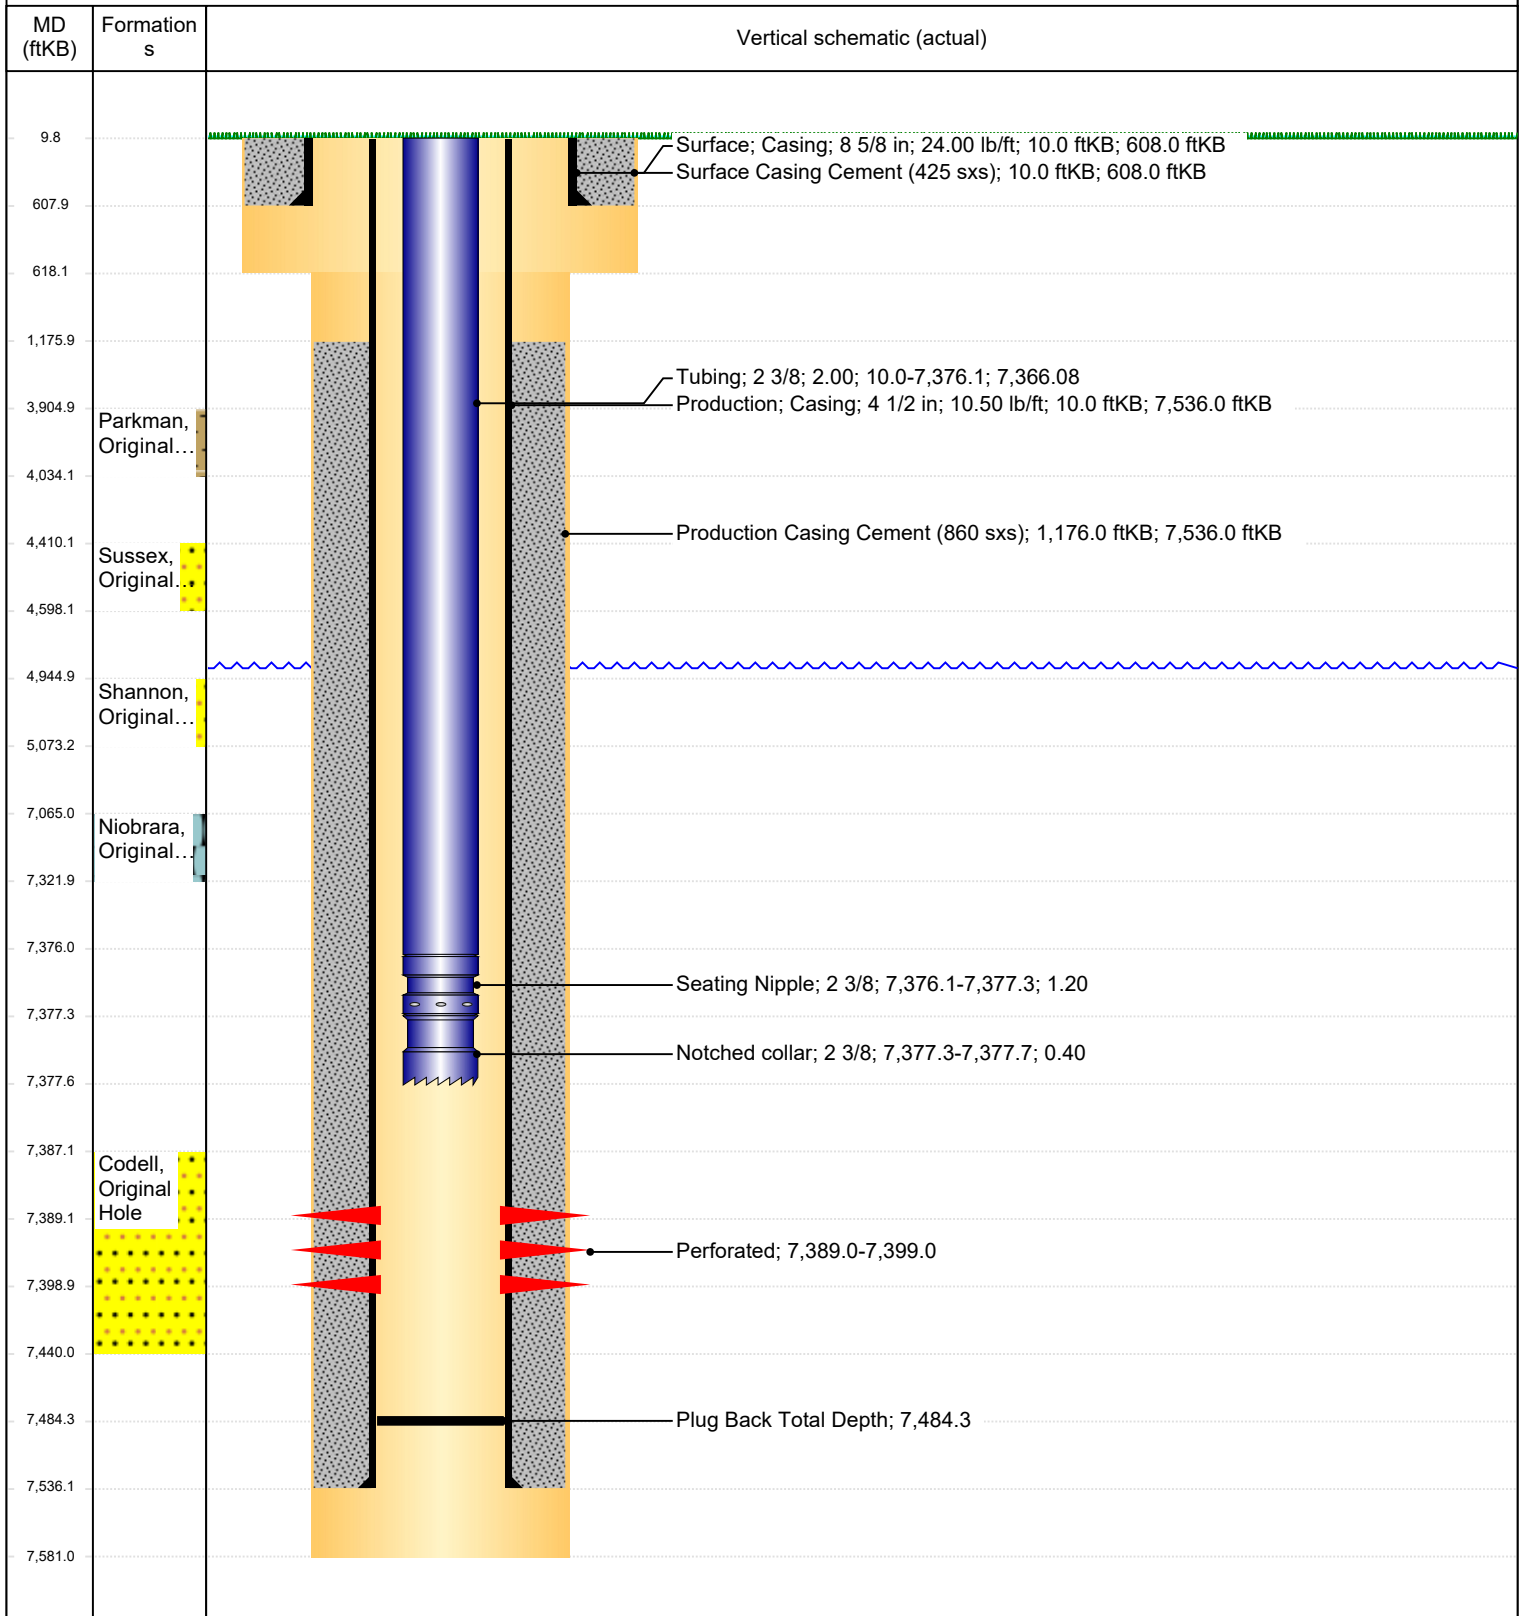 MD
(ftKB)
Formation
s
Vertical schematic (actual)
9.8
Surface; Casing; 8 5/8 in; 24.00 lb/ft; 10.0 ftKB; 608.0 ftKB
Surface Casing Cement (425 sxs); 10.0 ftKB; 608.0 ftKB
607.9
618.1
1,175.9
Tubing; 2 3/8; 2.00; 10.0-7,376.1; 7,366.08
Production; Casing; 4 1/2 in; 10.50 lb/ft; 10.0 ftKB; 7,536.0 ftKB
3,904.9
Parkman,
Original…
4,034.1
Production Casing Cement (860 sxs); 1,176.0 ftKB; 7,536.0 ftKB
4,410.1
Sussex,
Original…
4,598.1
4,944.9
Shannon,
Original…
5,073.2
7,065.0
Niobrara,
Original…
7,321.9
7,376.0
Seating Nipple; 2 3/8; 7,376.1-7,377.3; 1.20
7,377.3
Notched collar; 2 3/8; 7,377.3-7,377.7; 0.40
7,377.6
7,387.1
Codell,
Original
Hole
7,389.1
Perforated; 7,389.0-7,399.0
7,398.9
7,440.0
7,484.3
Plug Back Total Depth; 7,484.3
7,536.1
7,581.0